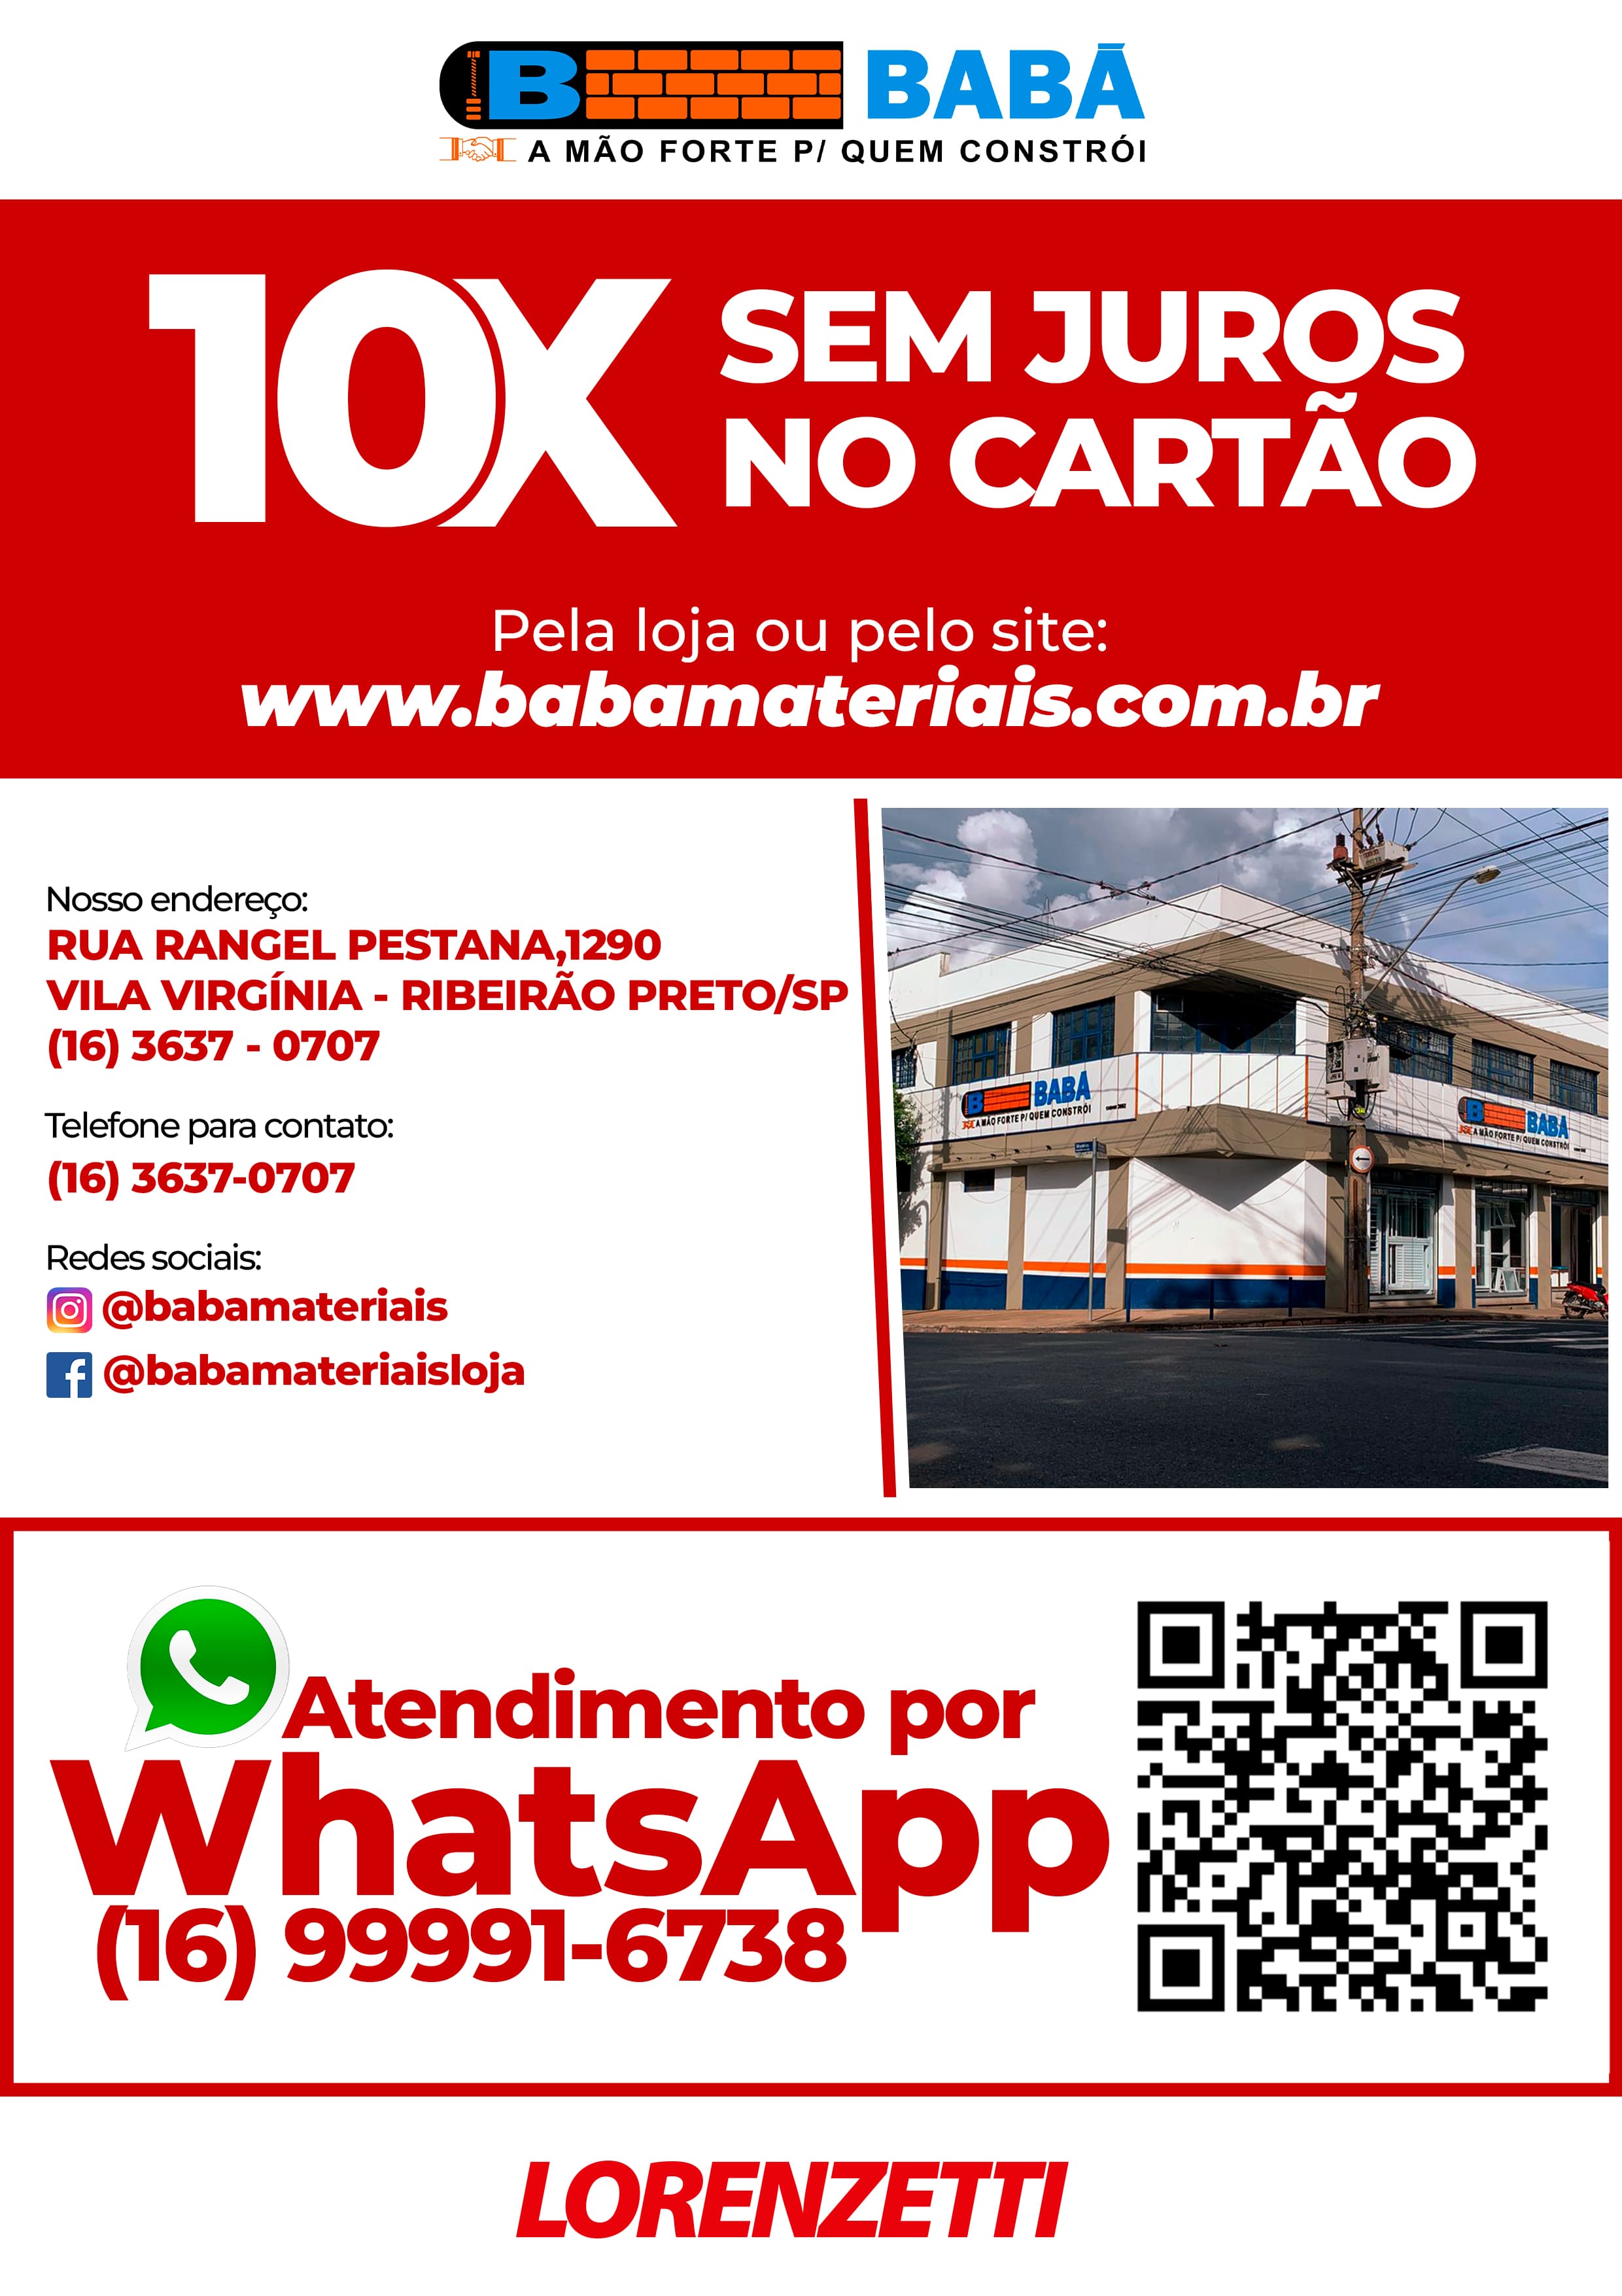 B BABÁ
A MÃO FORTE P/ QUEM CONSTRÓI
10X SEM JUROS
NO CARTÃO
Pela loja ou pelo site:
www.babamateriais.com.br
Nosso endereço:
RUA RANGEL PESTANA,1290
VILA VIRGÍNIA - RIBEIRÃO PRETO/SP
(16) 3637 - 0707
Telefone para contato:
(16) 3637-0707
Redes sociais:
@babamateriais
@babamateriaisloja
B BABÁ
A MÃO FORTE P/ QUEM CONSTRÓI
B BABÁ
A MÃO FORTE P/ QUEM CONSTRÓI
Atendimento por
WhatsApp
(16) 99991-6738
LORENZETTI